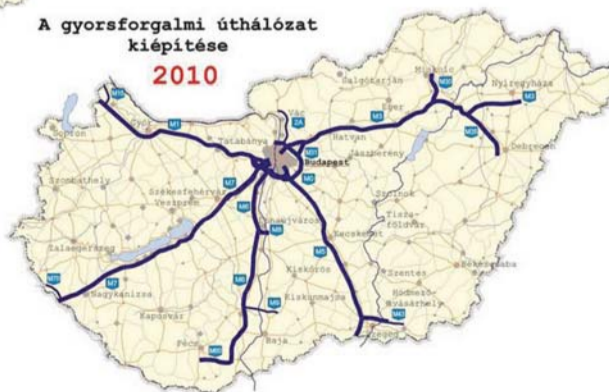 A gyorsforgalmi úthálózat
kiépítése
2010
Miskolc
M30
Salgótarján
Nyíregyháza
M3
M15
Vác
Eger
M3
2A
Sopron
Győr
M1
Hatvan
M35
Tatabánya
M31
Debrecen
Budapest
Jászberény
M0
Szombathely
M7
Székesfehérvár
Szolnok
Veszprém
M6
Tisza-
földvár
M8
Zalaegerszeg
Kecskemét
M5
Békéscsaba
M70
M6
Kiskőrös
Szentes
M7
Nagykanizsa
M9
Kiskunmajsa
Hódmező-
vásárhely
Kaposvár
M43
Szeged
Pécs
Baja
M60